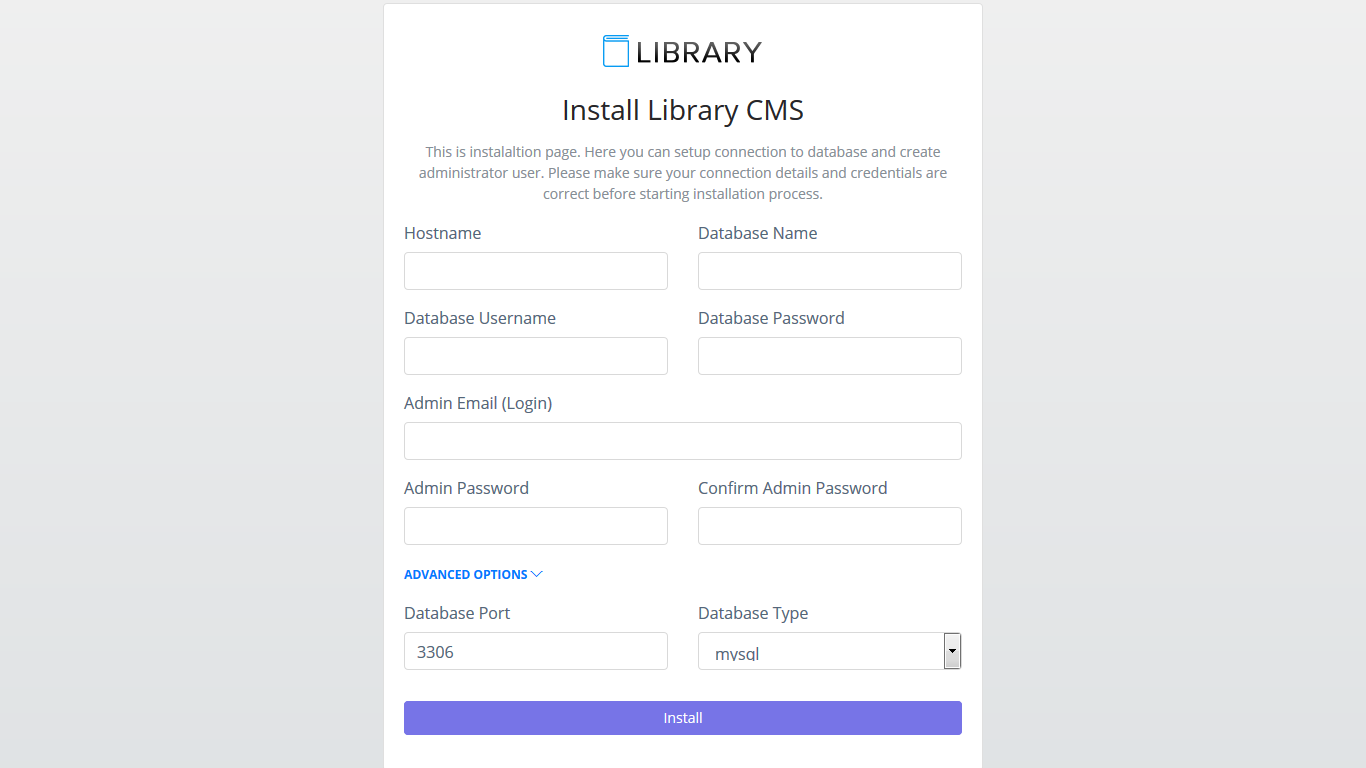 LIBRARY
Install Library CMS
This is instalaltion page. Here you can setup connection to database and create
administrator user. Please make sure your connection details and credentials are
correct before starting installation process.
Hostname Database Name
Database Username Database Password
Admin Email (Login)
Admin Password Confirm Admin Password
ADVANCED OPTIONS
Database Port Database Type
3306 mysql
Install